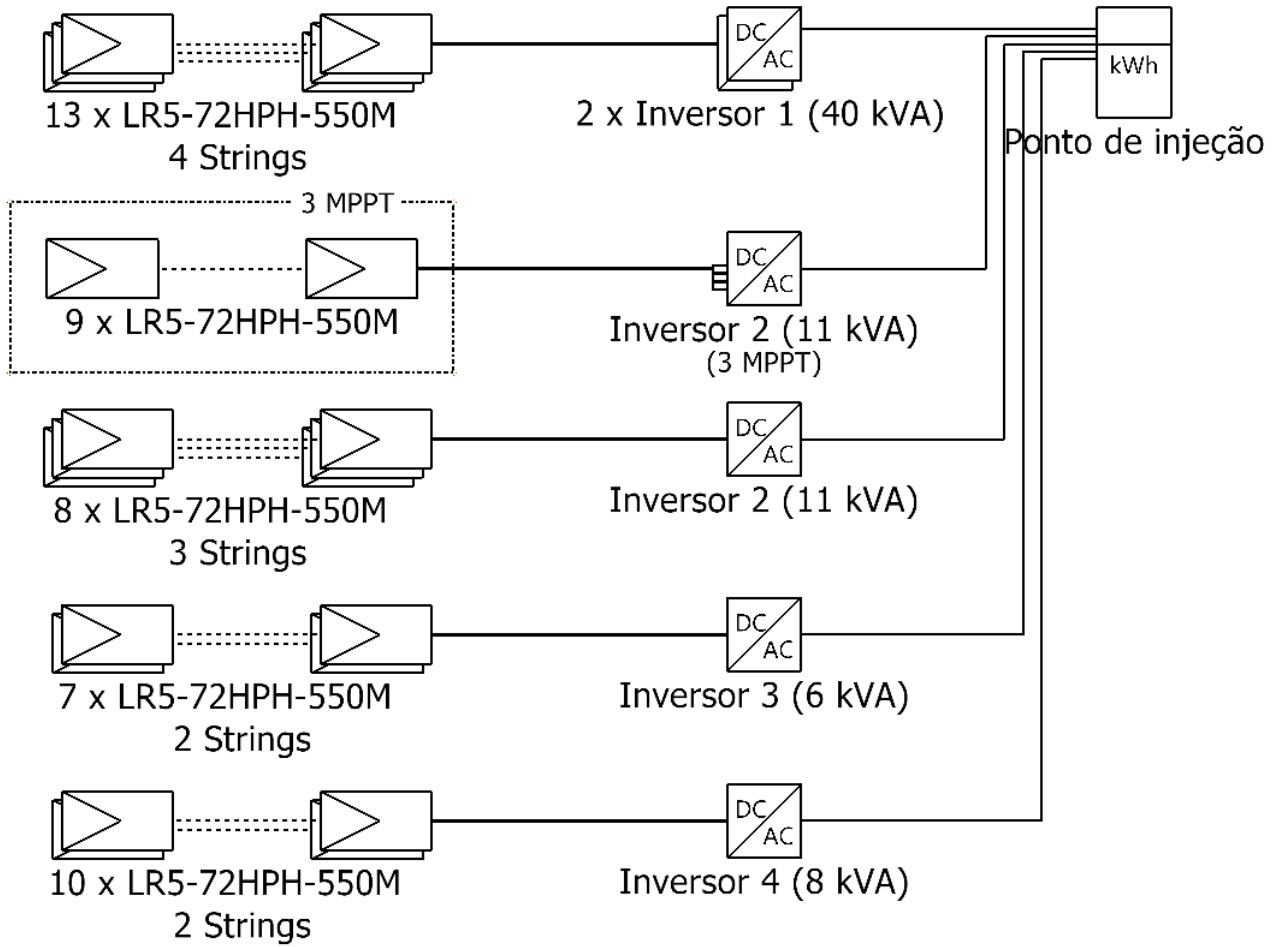 DC
AC
kWh
13 x LR5-72HPH-550M
4 Strings
2 x Inversor 1 (40 kVA)
Ponto de injeção
3 MPPT
9 x LR5-72HPH-550M
DC
AC
Inversor 2 (11 kVA)
(3 MPPT)
8 x LR5-72HPH-550M
3 Strings
DC
AC
Inversor 2 (11 kVA)
7 x LR5-72HPH-550M
2 Strings
DC
AC
Inversor 3 (6 kVA)
10 x LR5-72HPH-550M
2 Strings
DC
AC
Inversor 4 (8 kVA)